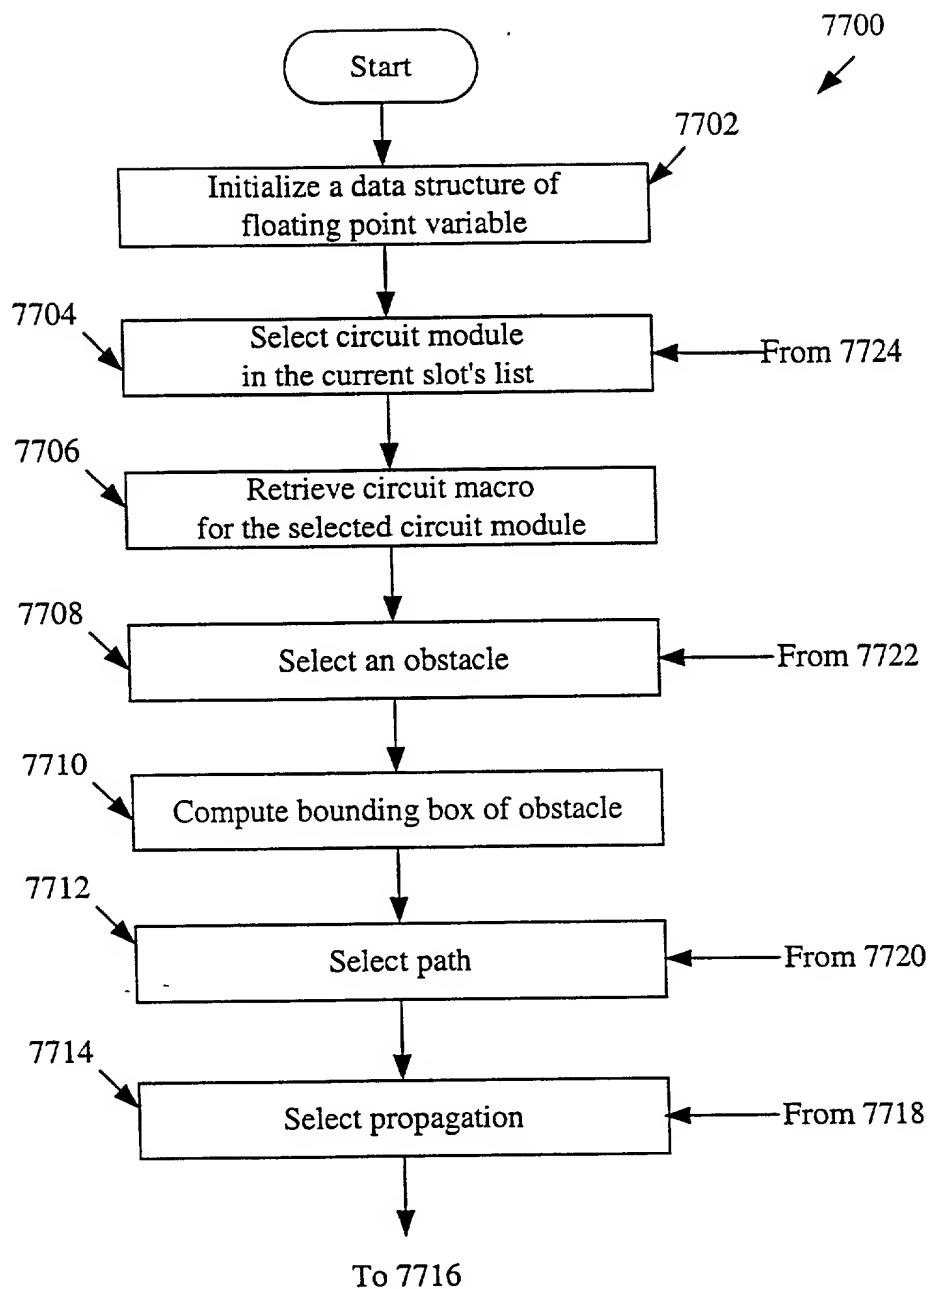 7700
Start
7702
Initialize a data structure of
floating point variable
7704
Select circuit module
in the current slot's list
From 7724
7706
Retrieve circuit macro
for the selected circuit module
7708
Select an obstacle
From 7722
7710
Compute bounding box of obstacle
7712
Select path
From 7720
7714
Select propagation
From 7718
To 7716